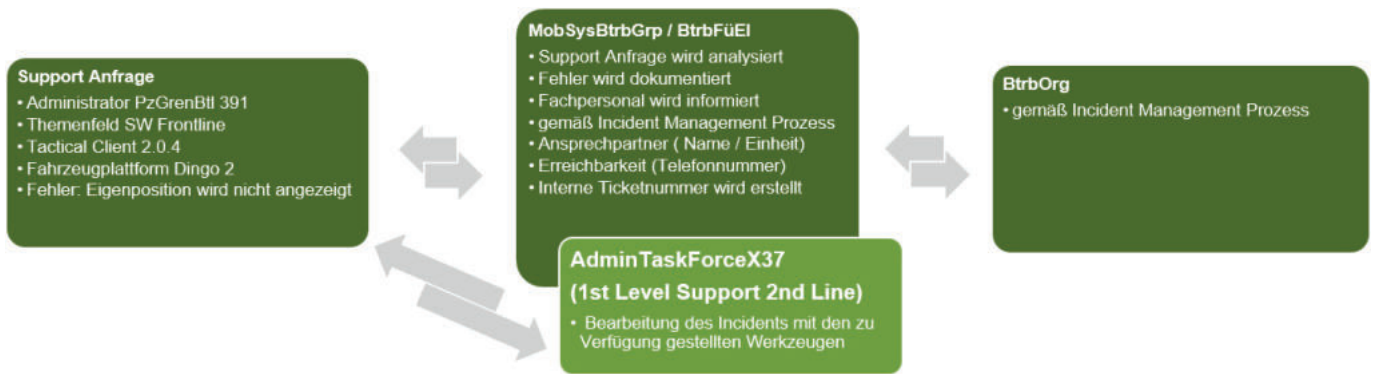 Support Anfrage
• Administrator PzGrenBtl 391
• Themenfeld SW Frontline
• Tactical Client 2.0.4
• Fahrzeugplattform Dingo 2
• Fehler: Eigenposition wird nicht angezeigt
MobSysBtrbGrp / BtrbFüEl
• Support Anfrage wird analysiert
• Fehler wird dokumentiert
• Fachpersonal wird informiert
• gemäß Incident Management Prozess
• Ansprechpartner ( Name / Einheit)
• Erreichbarkeit (Telefonnummer)
• Interne Ticketnummer wird erstellt
AdminTaskForceX37
(1st Level Support 2nd Line)
• Bearbeitung des Incidents mit den zu
Verfügung gestellten Werkzeugen
BtrbOrg
• gemäß Incident Management Prozess